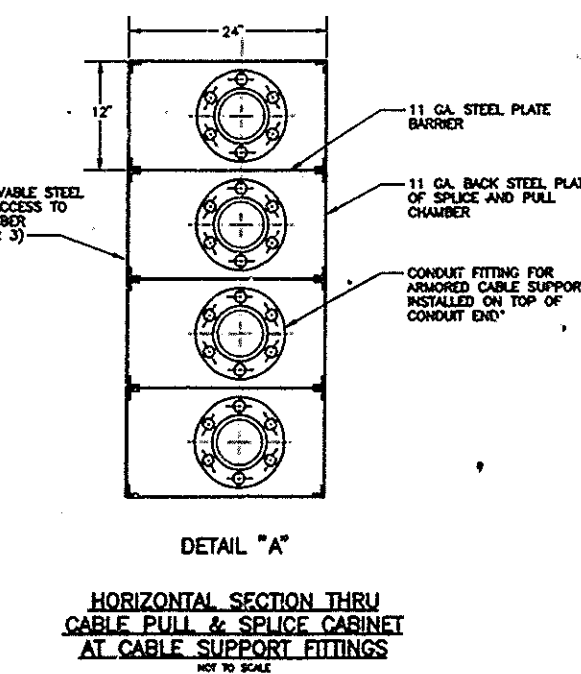 24"
12"
11 GA. STEEL PLATE
BARRIER
VABLE STEEL
CCESS TO
BER
3)
11 GA. BACK STEEL PLAT
OF SPLICE AND PULL
CHAMBER
CONDUIT FITTING FOR
ARMORED CABLE SUPPOR
INSTALLED ON TOP OF
CONDUIT END"
DETAIL "A"
HORIZONTAL SECTION THRU
CABLE PULL & SPLICE CABINET
AT CABLE SUPPORT FITTINGS
NOT TO SCALE